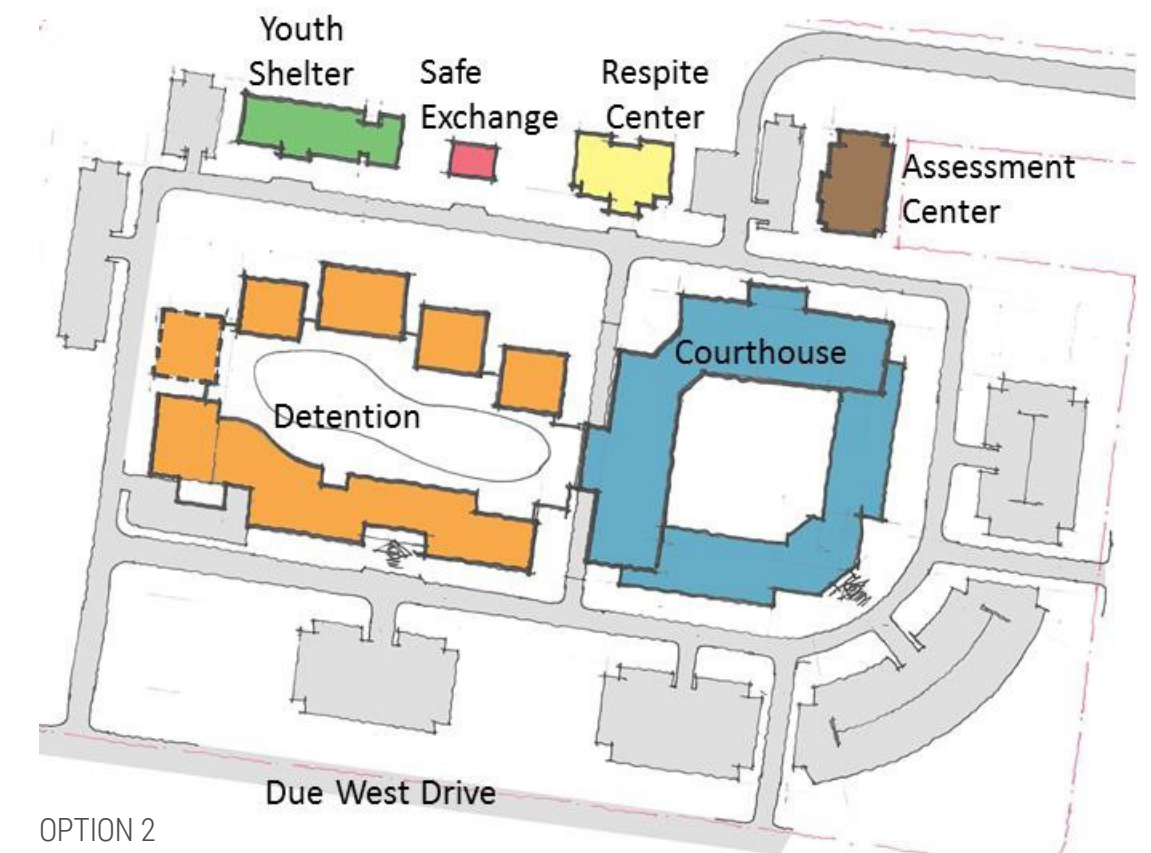 Youth
Shelter
Safe
Exchange
Respite
Center
Assessment
Center
Courthouse
Detention
Due West Drive
OPTION 2